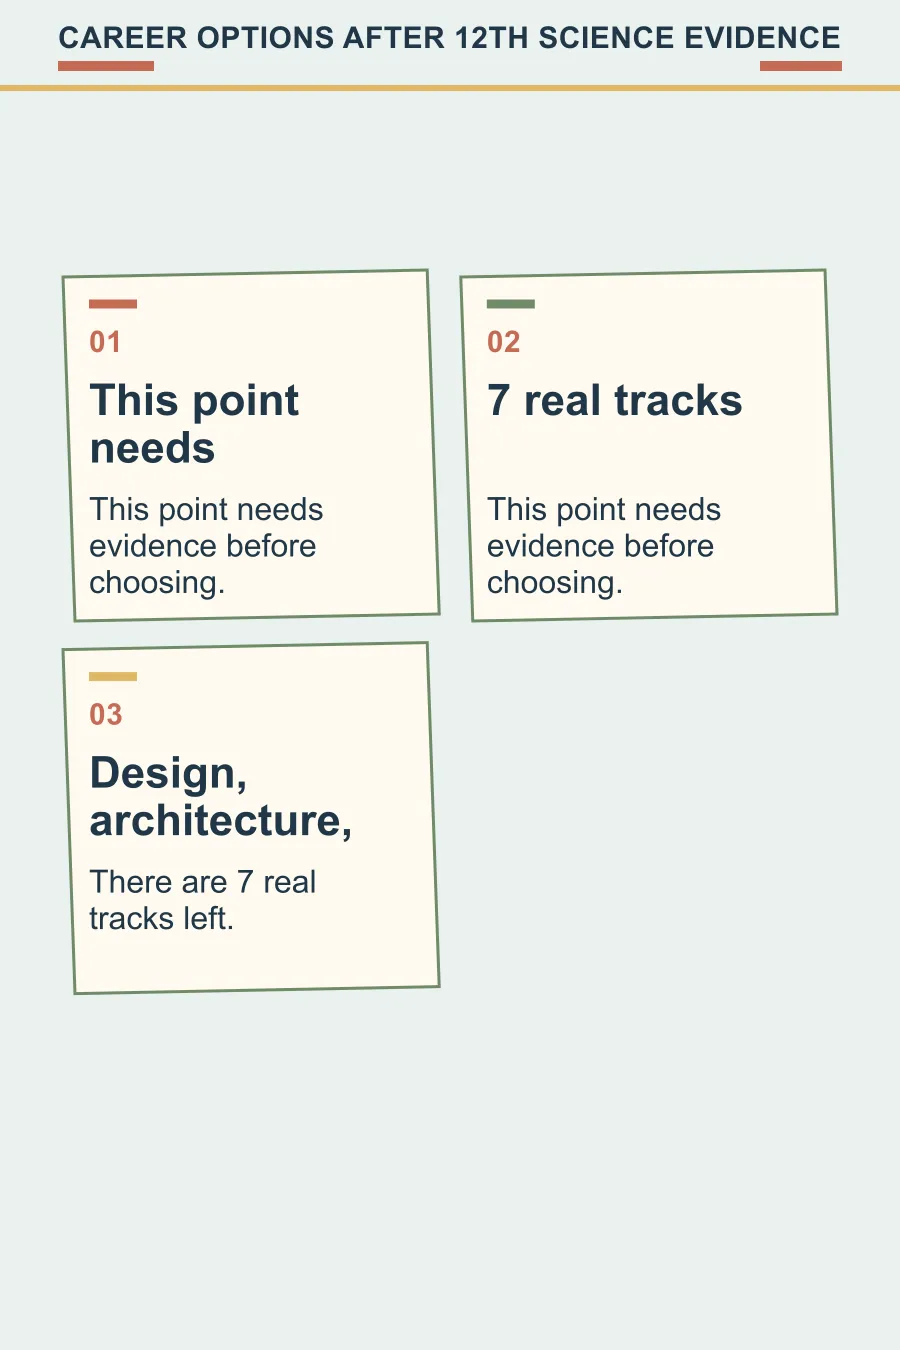 CAREER OPTIONS AFTER 12TH SCIENCE EVIDENCE
01
This point
needs
This point needs
evidence before
choosing.
02
7 real tracks
This point needs
evidence before
choosing.
03
Design,
architecture,
There are 7 real
tracks left.